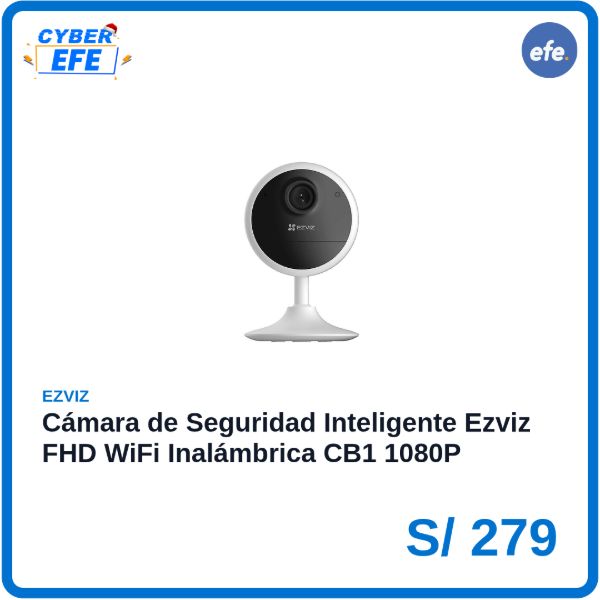 CYBER
EFE
efe.
EZVIZ
EZVIZ
Cámara de Seguridad Inteligente Ezviz
FHD WiFi Inalámbrica CB1 1080P
S/ 279